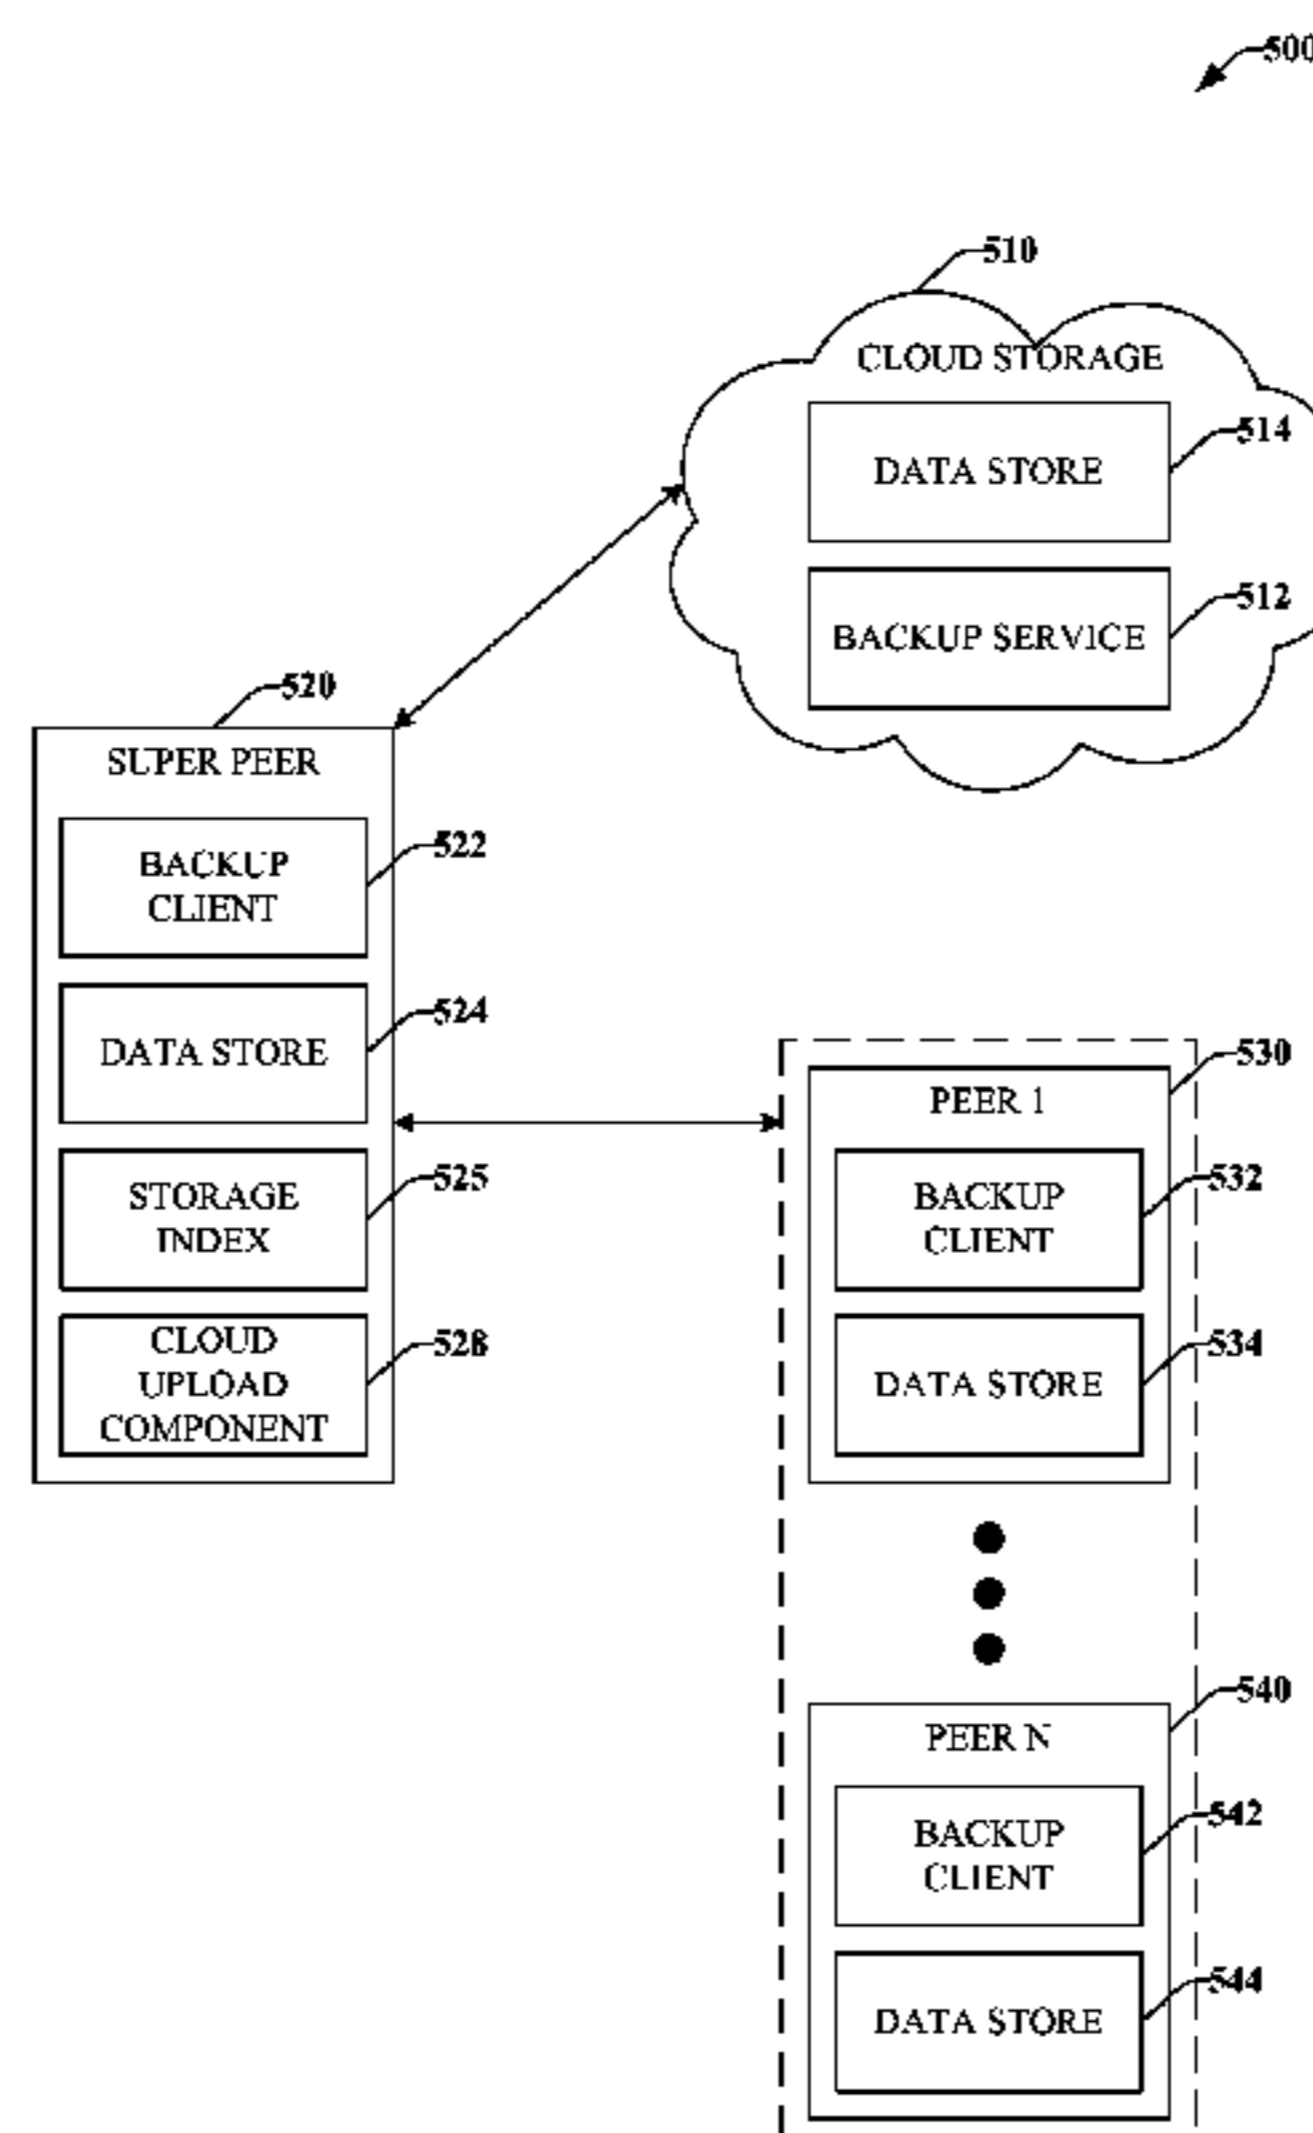 500
510
CLOUD STORAGE
514
DATA STORE
512
BACKUP SERVICE
520
SUPER PEER
522
BACKUP
CLIENT
524
DATA STORE
525
STORAGE
INDEX
528
CLOUD
UPLOAD
COMPONENT
530
PEER 1
532
BACKUP
CLIENT
534
DATA STORE
540
PEER N
542
BACKUP
CLIENT
544
DATA STORE